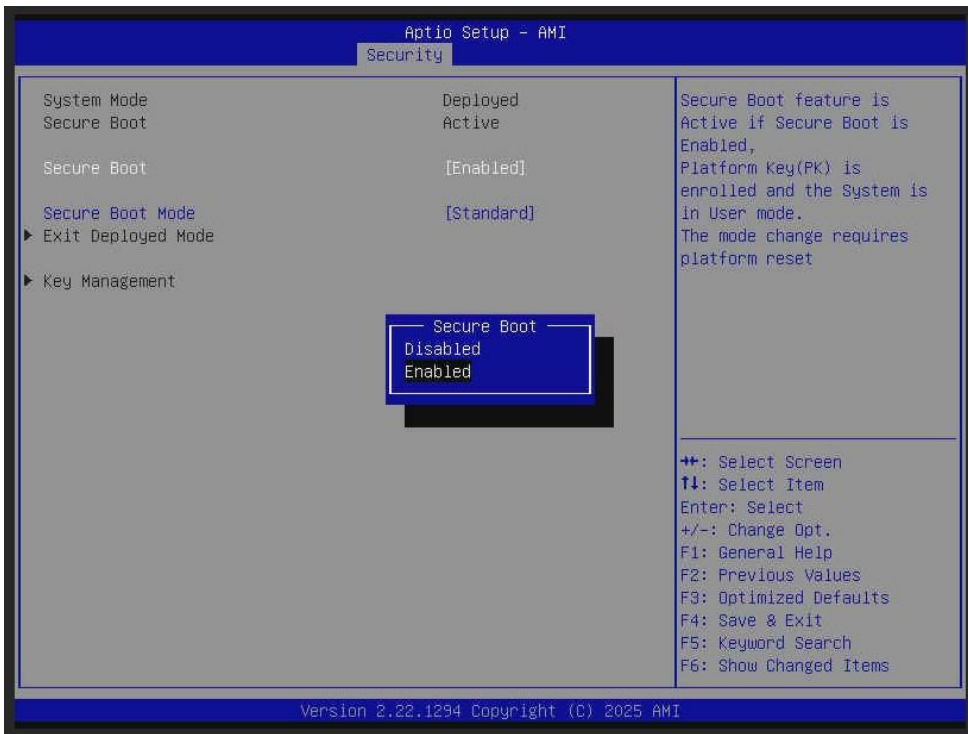 Aptio Setup – AMI
Security
System Mode Deployed
Secure Boot Active
Secure Boot [Enabled]
Secure Boot Mode [Standard]
▶ Exit Deployed Mode
▶ Key Management
Secure Boot
Disabled
Enabled
Secure Boot feature is
Active if Secure Boot is
Enabled,
Platform Key(PK) is
enrolled and the System is
in User mode.
The mode change requires
platform reset
→←: Select Screen
↑↓: Select Item
Enter: Select
+/-: Change Opt.
F1: General Help
F2: Previous Values
F3: Optimized Defaults
F4: Save & Exit
F5: Keyword Search
F6: Show Changed Items
Version 2.22.1294 Copyright (C) 2025 AMI